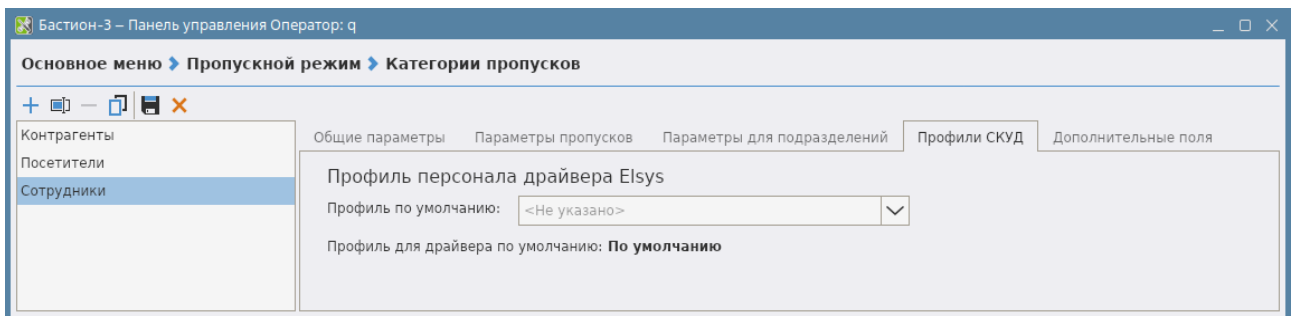 Бастион-3 – Панель управления Оператор: q
Основное меню Пропускной режим Категории пропусков
Контрагенты
Посетители
Сотрудники
Общие параметры Параметры пропусков Параметры для подразделений Профили СКУД Дополнительные поля
Профиль персонала драйвера Elsys
Профиль по умолчанию: <Не указано>
Профиль для драйвера по умолчанию: По умолчанию